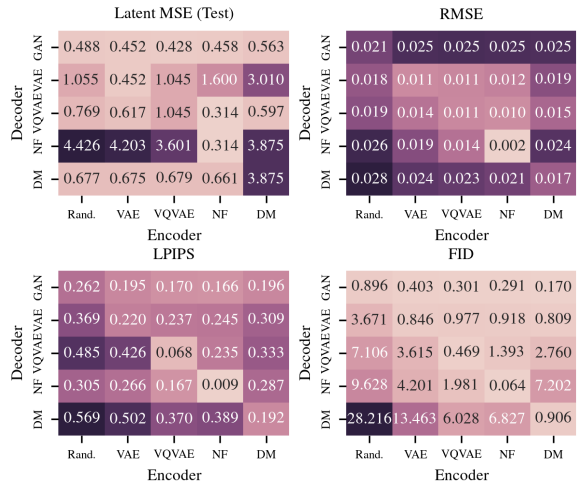 Latent MSE (Test)
Decoder
GAN 0.488 0.452 0.428 0.458 0.563
VAE 1.055 0.452 1.045 1.600 3.010
VQVAE 0.769 0.617 1.045 0.314 0.597
NF 4.426 4.203 3.601 0.314 3.875
DM 0.677 0.675 0.679 0.661 3.875
Rand. VAE VQVAE NF DM
Encoder
RMSE
Decoder
GAN 0.021 0.025 0.025 0.025 0.025
VAE 0.018 0.011 0.011 0.012 0.019
VQVAE 0.019 0.014 0.011 0.010 0.015
NF 0.026 0.019 0.014 0.002 0.024
DM 0.028 0.024 0.023 0.021 0.017
Rand. VAE VQVAE NF DM
Encoder
LPIPS
Decoder
GAN 0.262 0.195 0.170 0.166 0.196
VAE 0.369 0.220 0.237 0.245 0.309
VQVAE 0.485 0.426 0.068 0.235 0.333
NF 0.305 0.266 0.167 0.009 0.287
DM 0.569 0.502 0.370 0.389 0.192
Rand. VAE VQVAE NF DM
Encoder
FID
Decoder
GAN 0.896 0.403 0.301 0.291 0.170
VAE 3.671 0.846 0.977 0.918 0.809
VQVAE 7.106 3.615 0.469 1.393 2.760
NF 9.628 4.201 1.981 0.064 7.202
DM 28.216 13.463 6.028 6.827 0.906
Rand. VAE VQVAE NF DM
Encoder